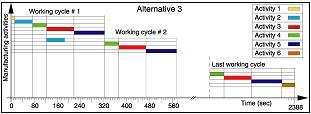 Alternative 3
Working cycle # 1
Working cycle # 2
Last working cycle
Manufacturing activities
Activity 1
Activity 2
Activity 3
Activity 4
Activity 5
Activity 6
0 80 160 240 320 400 480 560
Time (sec)
2388